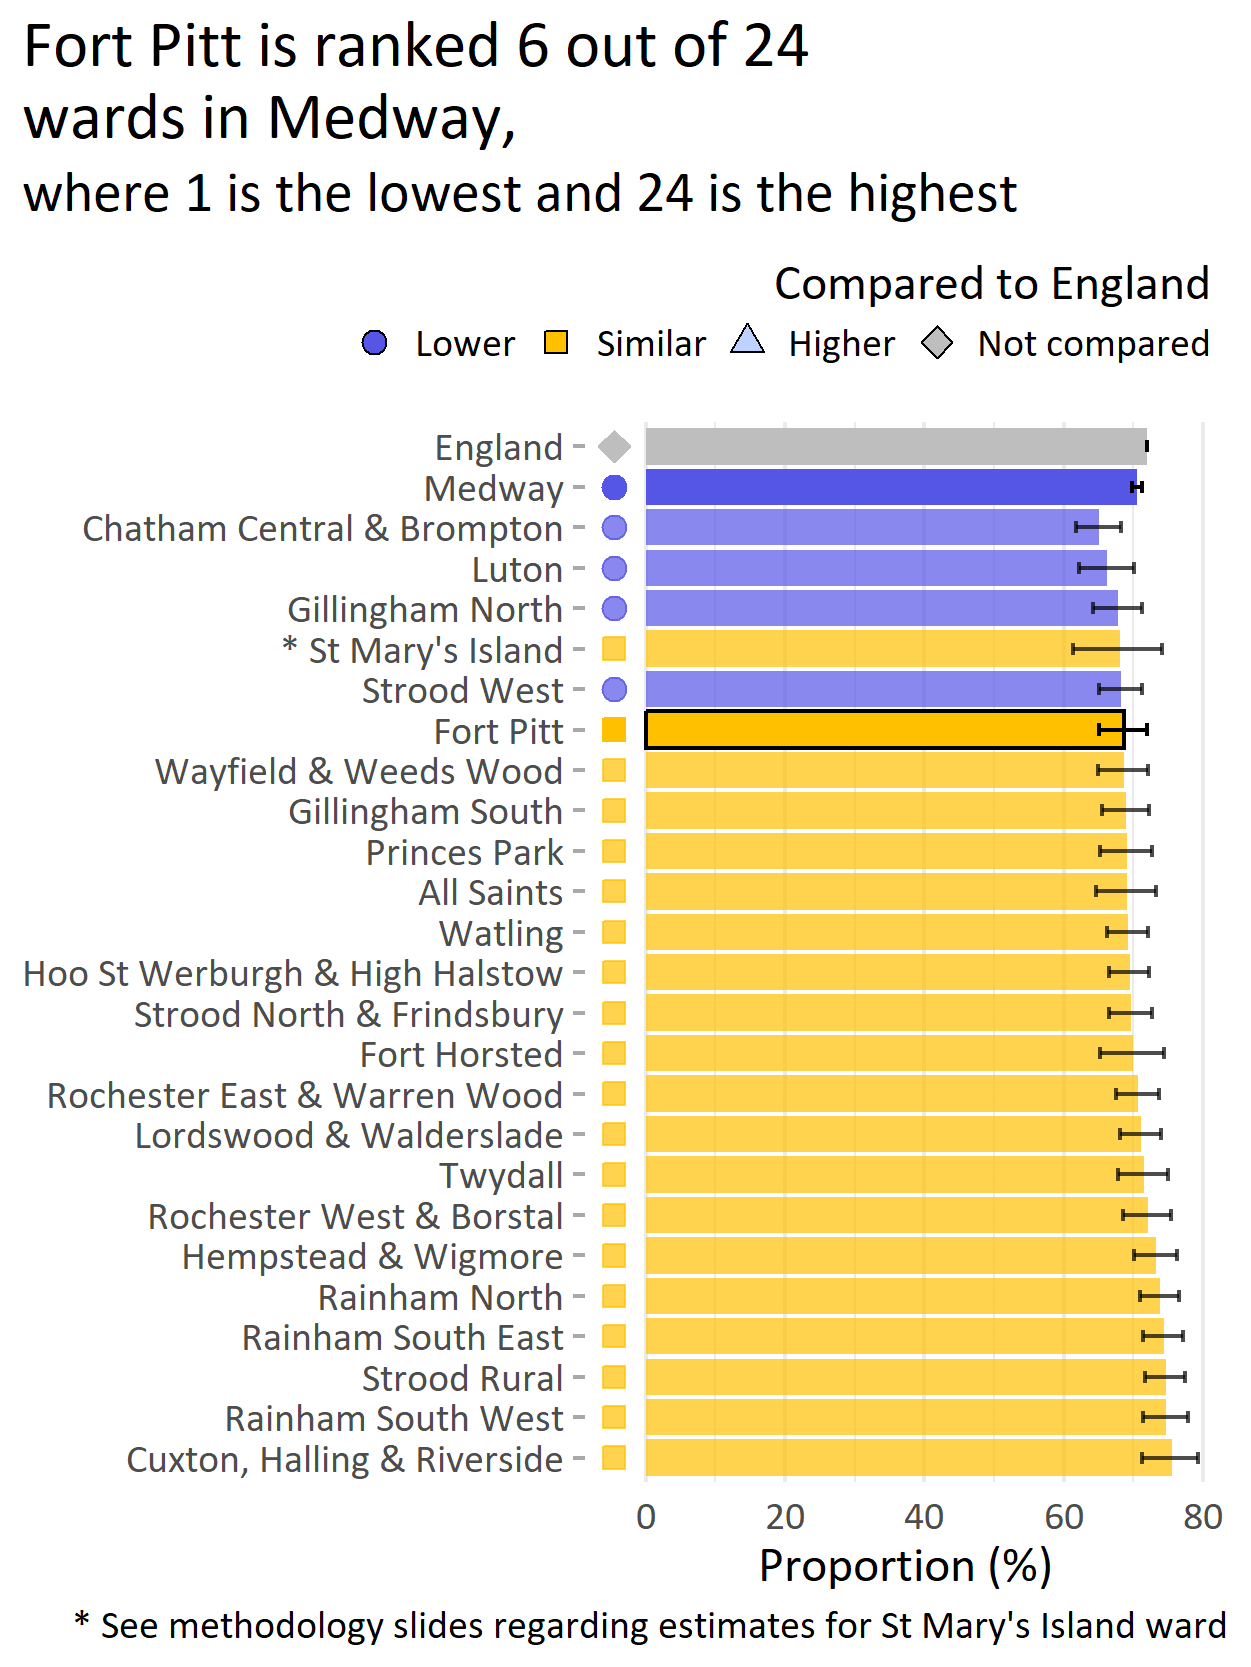 Fort Pitt is ranked 6 out of 24
wards in Medway,
where 1 is the lowest and 24 is the highest
Compared to England
Lower Similar Higher Not compared
England
Medway
Chatham Central & Brompton
Luton
Gillingham North
* St Mary's Island
Strood West
Fort Pitt
Wayfield & Weeds Wood
Gillingham South
Princes Park
All Saints
Watling
Hoo St Werburgh & High Halstow
Strood North & Frindsbury
Fort Horsted
Rochester East & Warren Wood
Lordswood & Walderslade
Twydall
Rochester West & Borstal
Hempstead & Wigmore
Rainham North
Rainham South East
Strood Rural
Rainham South West
Cuxton, Halling & Riverside
0 20 40 60 80
Proportion (%)
* See methodology slides regarding estimates for St Mary's Island ward